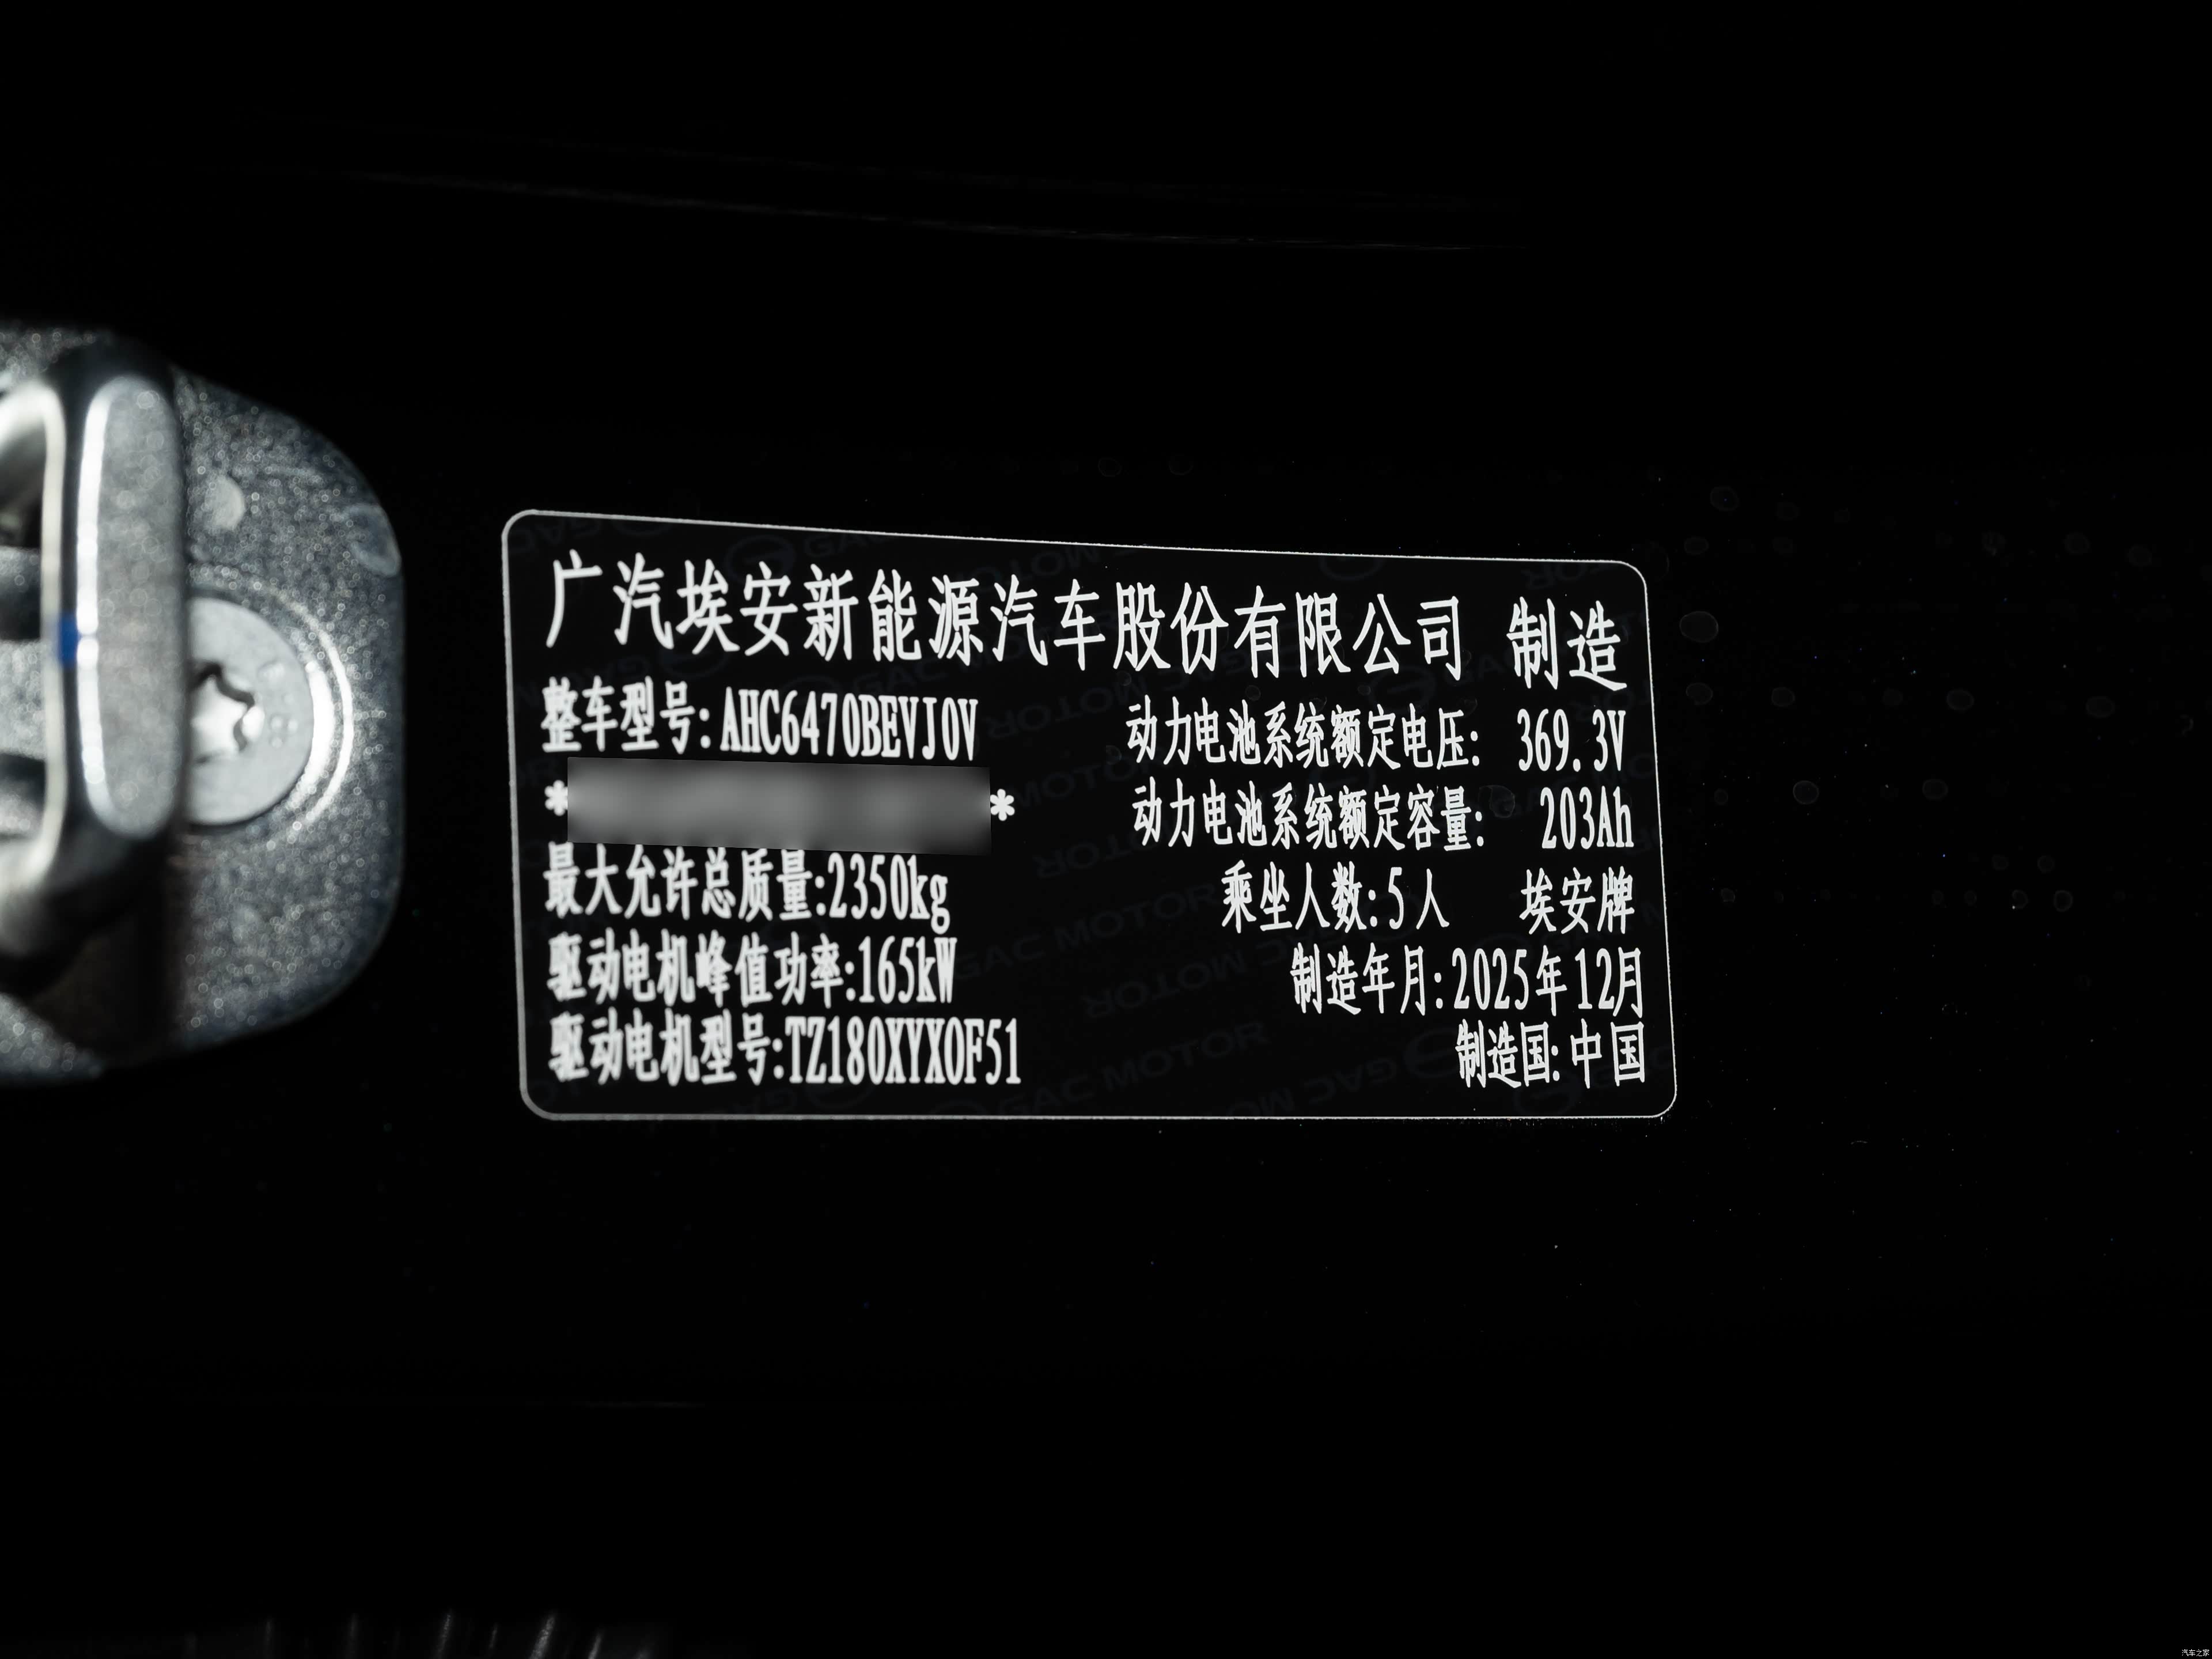 广汽埃安新能源汽车股份有限公司 制造
整车型号: AHC6470BEVJ0V 动力电池系统额定电压: 369.3V
* * 动力电池系统额定容量: 203Ah
最大允许总质量:2350kg 乘坐人数:5人 埃安牌
驱动电机峰值功率:165kW 制造年月:2025年12月
驱动电机型号:TZ180XYX0F51 制造国:中国
汽车之家